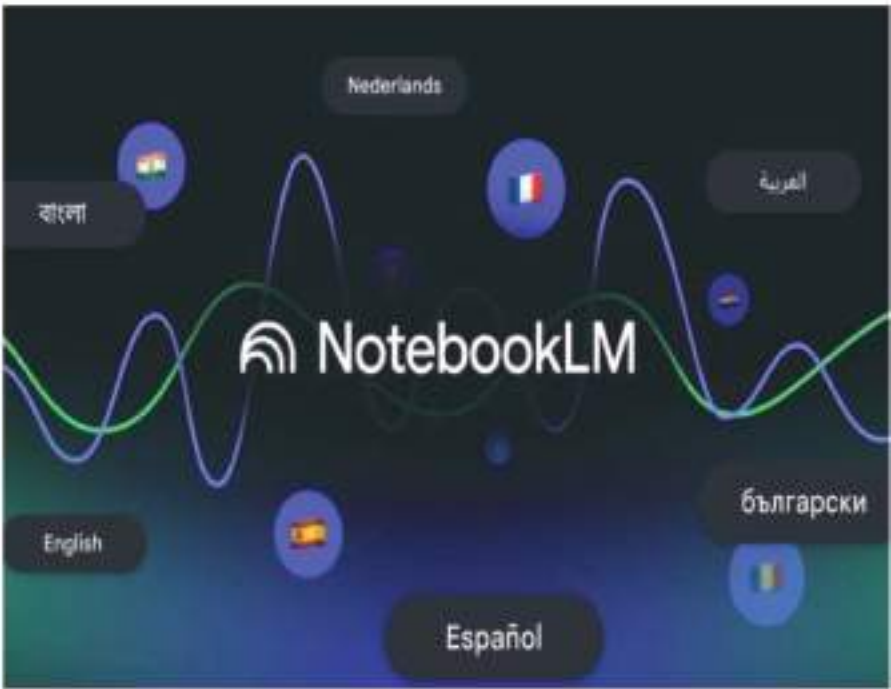 Nederlands
العربية
বাংলা
NotebookLM
български
English
Español